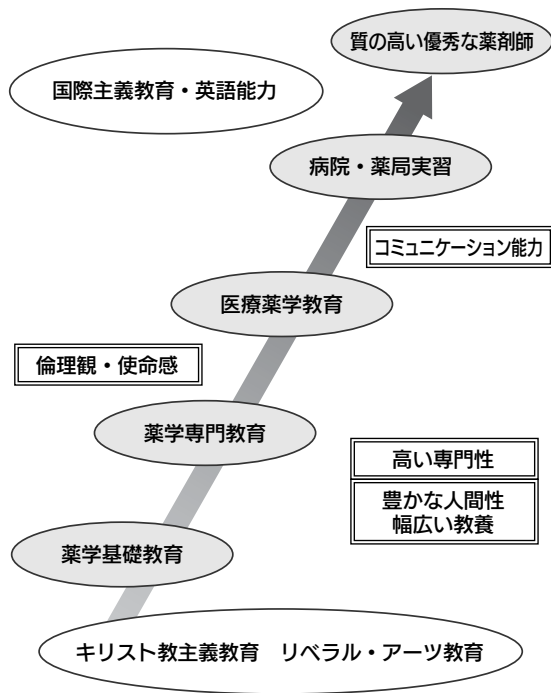 質の高い優秀な薬剤師
国際主義教育・英語能力
病院・薬局実習
コミュニケーション能力
医療薬学教育
倫理観・使命感
薬学専門教育
高い専門性
豊かな人間性
幅広い教養
薬学基礎教育
キリスト教主義教育　リベラル・アーツ教育